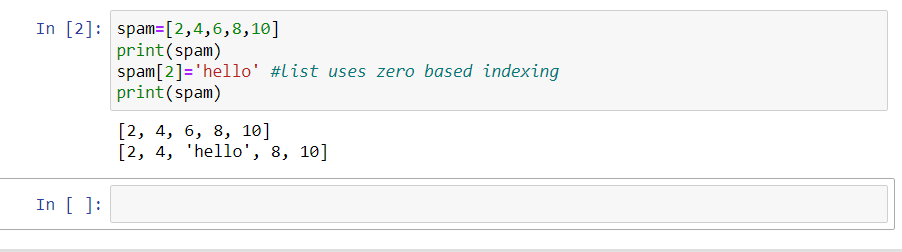 In [2]: spam=[2,4,6,8,10]
print(spam)
spam[2]='hello' #list uses zero based indexing
print(spam)
[2, 4, 6, 8, 10]
[2, 4, 'hello', 8, 10]
In [ ]: